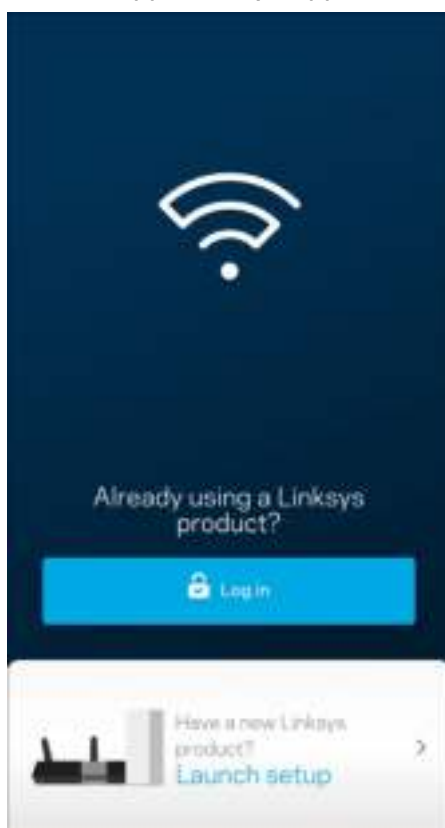 Already using a Linksys
product?
Log in
Have a new Linksys
product?
Launch setup